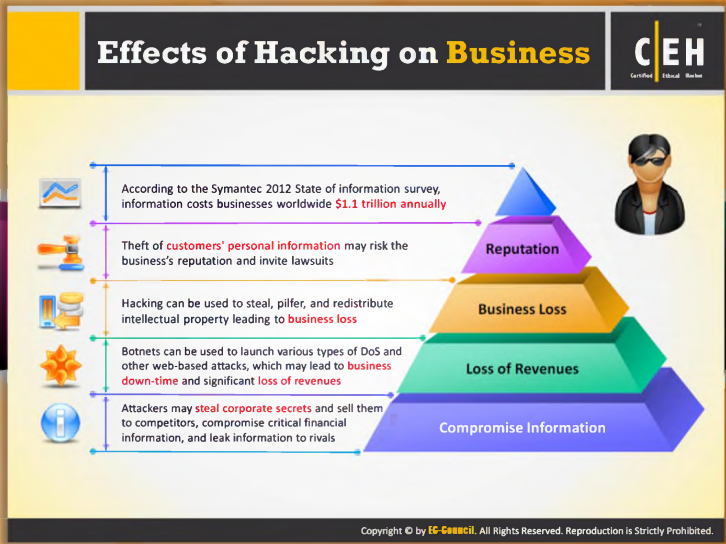 Effects of Hacking on Business
C|EH
Certified Ethical Hacker
According to the Symantec 2012 State of information survey,
information costs businesses worldwide $1.1 trillion annually
Theft of customers' personal information may risk the
business's reputation and invite lawsuits
Reputation
Hacking can be used to steal, pilfer, and redistribute
intellectual property leading to business loss
Business Loss
Botnets can be used to launch various types of DoS and
other web-based attacks, which may lead to business
down-time and significant loss of revenues
Loss of Revenues
Attackers may steal corporate secrets and sell them
to competitors, compromise critical financial
information, and leak information to rivals
Compromise Information
Copyright © by EC-Council. All Rights Reserved. Reproduction is Strictly Prohibited.